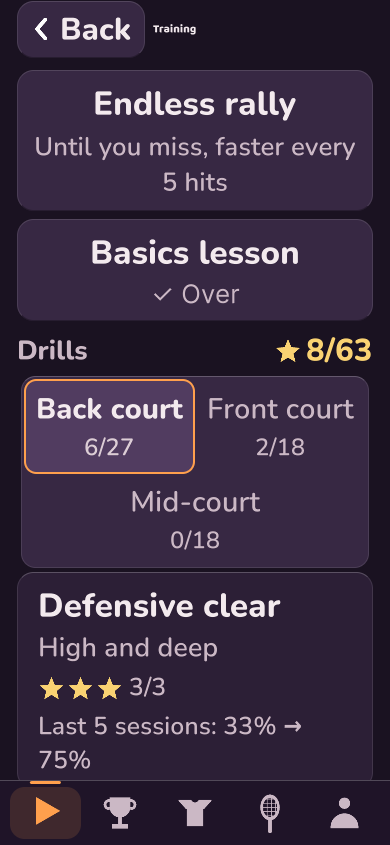 Back
Training
Endless rally
Until you miss, faster every
5 hits
Basics lesson
✓ Over
Drills
8/63
Back court
6/27
Front court
2/18
Mid-court
0/18
Defensive clear
High and deep
3/3
Last 5 sessions: 33% →
75%